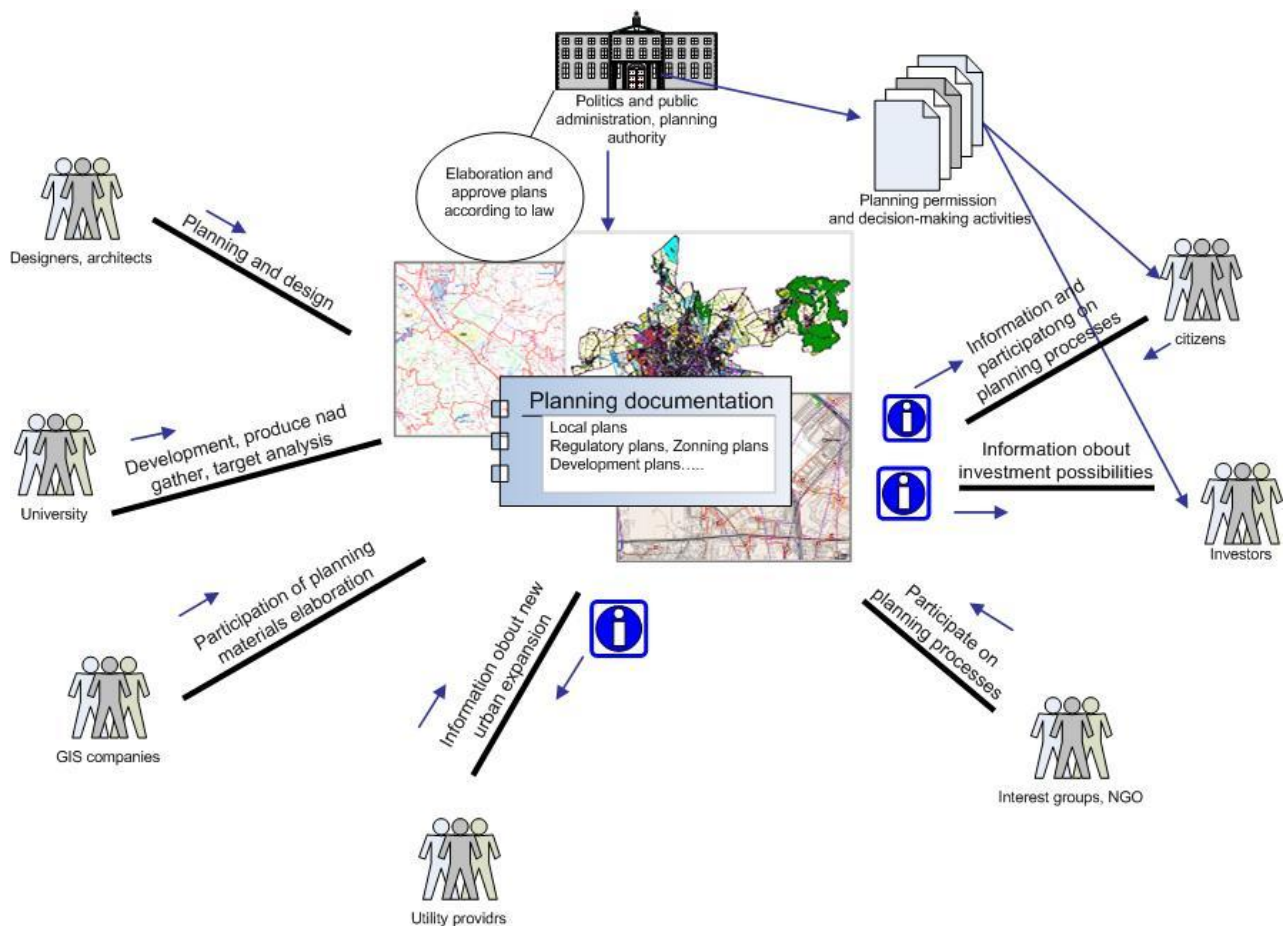 Politics and public
administration, planning
authority
Elaboration and
approve plans
according to law
Planning permission
and decision-making activities
Designers, architects
Planning and design
Information and
participatong on
planning processes
citizens
Planning documentation
Local plans
Regulatory plans, Zonning plans
Development plans.....
University
Development, produce nad
gather, target analysis
Information obout
investment possibilities
Investors
Participation of planning
materials elaboration
GIS companies
Information obout new
urban expansion
Participate on
planning processes
Interest groups, NGO
Utility providrs